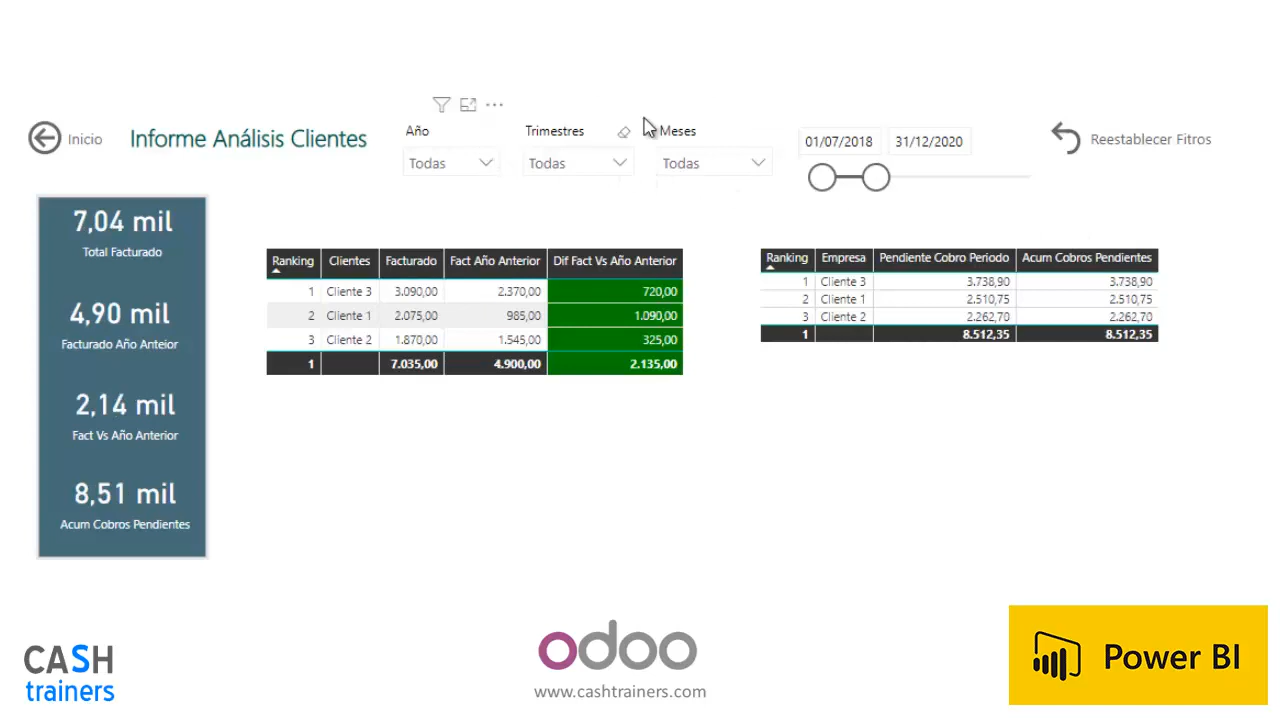 Inicio
Informe Análisis Clientes
Año
Todas
Trimestres
Todas
Meses
Todas
01/07/2018 31/12/2020
Reestablecer Fitros
7,04 mil
Total Facturado
4,90 mil
Facturado Año Anteior
2,14 mil
Fact Vs Año Anterior
8,51 mil
Acum Cobros Pendientes
Ranking Clientes Facturado Fact Año Anterior Dif Fact Vs Año Anterior
1 Cliente 3 3.090,00 2.370,00 720,00
2 Cliente 1 2.075,00 985,00 1.090,00
3 Cliente 2 1.870,00 1.545,00 325,00
1 7.035,00 4.900,00 2.135,00
Ranking Empresa Pendiente Cobro Periodo Acum Cobros Pendientes
1 Cliente 3 3.738,90 3.738,90
2 Cliente 1 2.510,75 2.510,75
3 Cliente 2 2.262,70 2.262,70
1 8.512,35 8.512,35
CASH
trainers
odoo
www.cashtrainers.com
Power BI